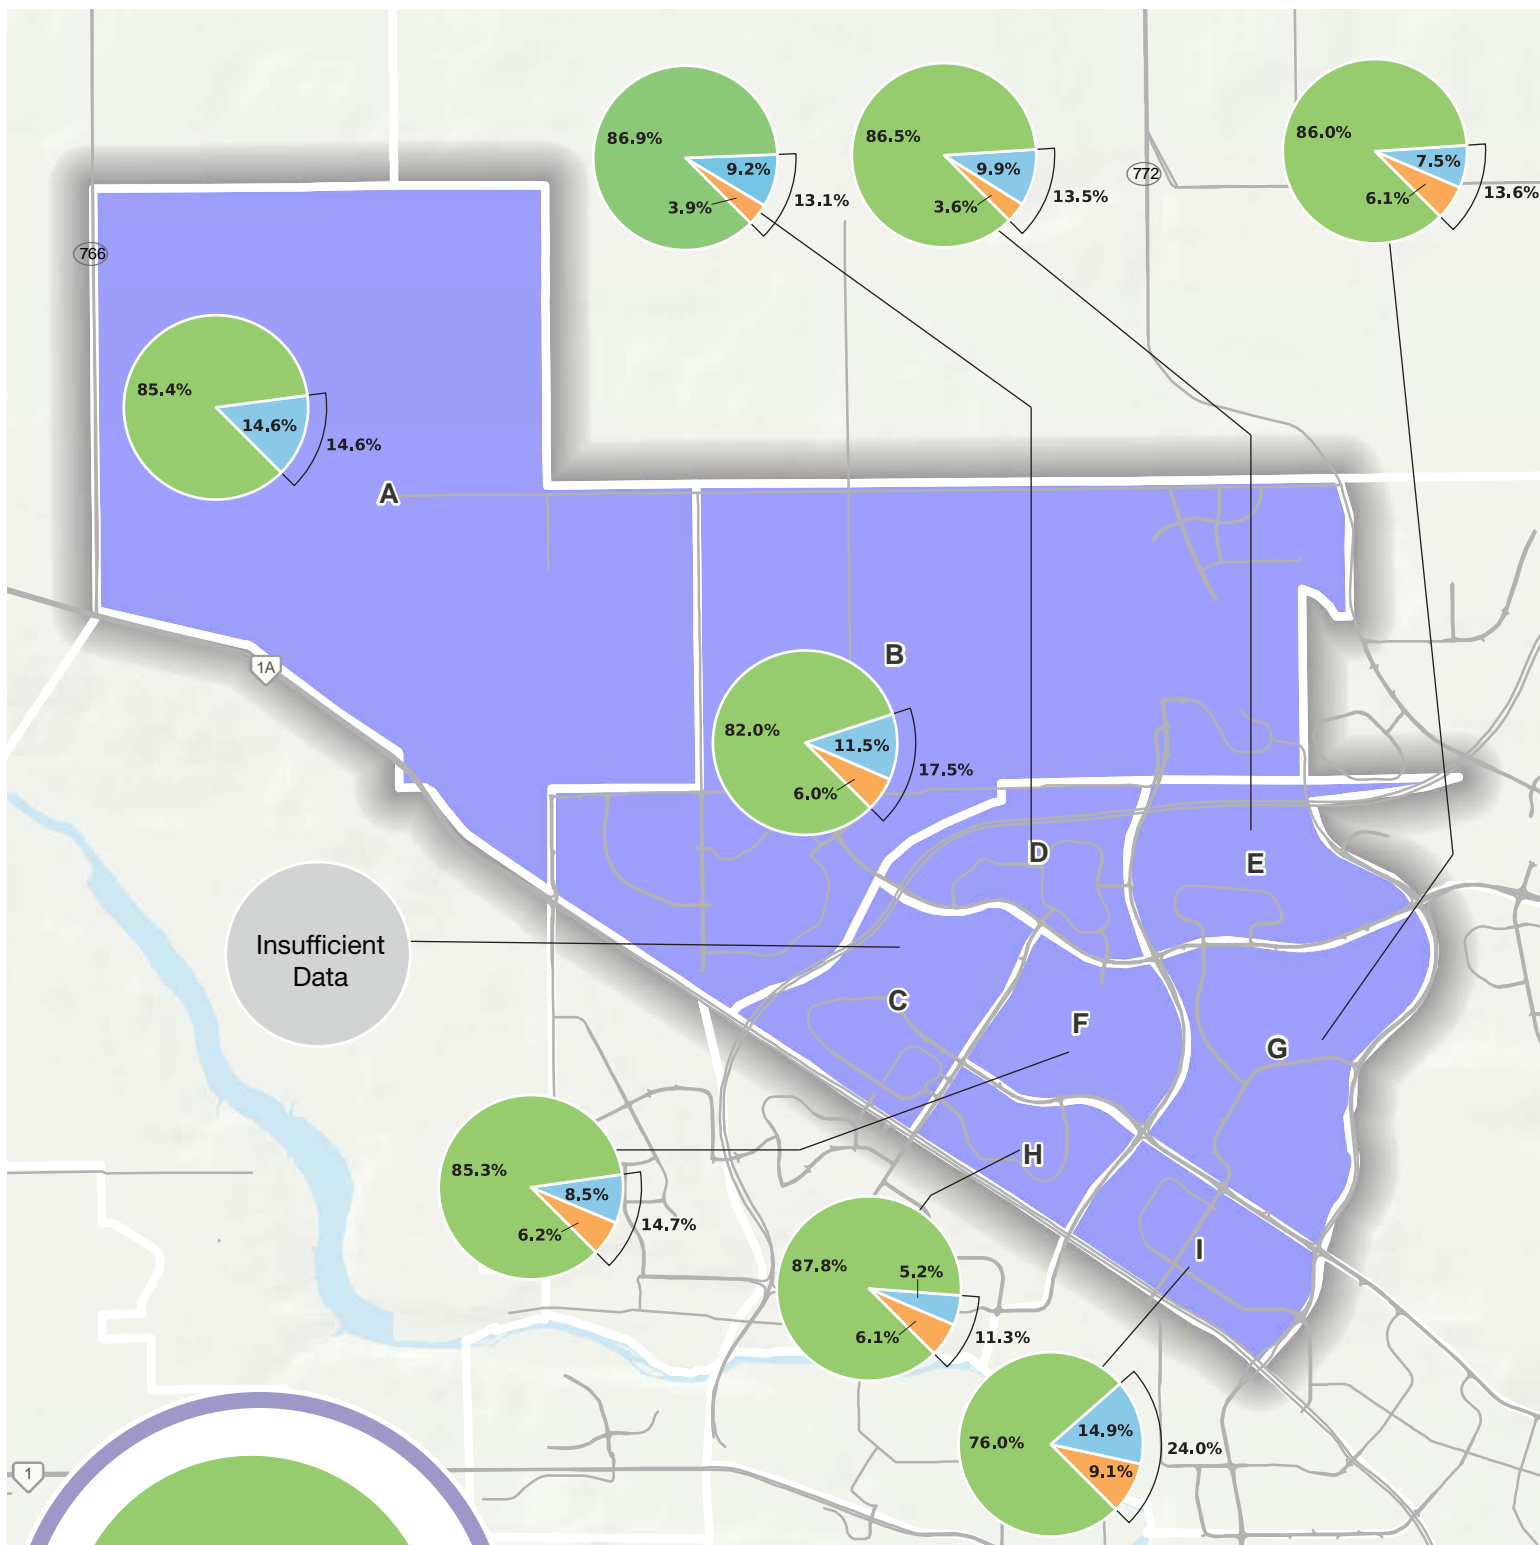 86.9%
9.2%
3.9%
13.1%
86.5%
9.9%
3.6%
13.5%
772
86.0%
7.5%
6.1%
13.6%
766
85.4%
14.6%
14.6%
A
1A
B
82.0%
11.5%
6.0%
17.5%
D
E
Insufficient
Data
C
F
G
85.3%
8.5%
6.2%
14.7%
H
I
87.8%
5.2%
6.1%
11.3%
76.0%
14.9%
9.1%
24.0%
1